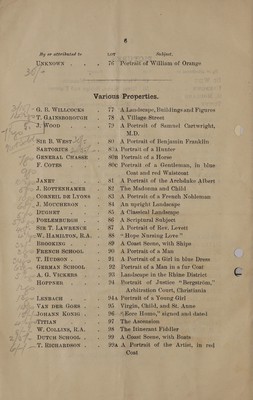 6
By or attributed to Lot Subject.
Unknown . . . 76 Portrait of William of Orange
Various Properties.
G. B. Willcocks . 77 A Landscape, Buildings and Figures
T. Gainsborough . 78 A Village Street
J. Wood . . 79 A Portrait of Samuel Cartwright,
M.D.
Sir B. West . . 80 A Portrait of Benjamin Franklin
Sartorius . . 80A Portrait of a Hunter
General Chasse . 80B Portrait of a Horse
F. Cotes . . 80C Portrait of a Gentleman, in blue
Coat and red Waistcoat
Janet . . 81 A Portrait of the Archduke Albert
J. Rottenhamer . 82 The Madonna and Child
Corneil de Lyons . 83 A Portrait of a French Nobleman
J. Moucheron . 84 An upright Landscape
Dughet . . 85 A Classical Landscape
Poelemburgh . 86 A Scriptural Subject
Sir T. Lawrence . 87 A Portrait of Rev. Levett
W. Hamilton, R.A. . 88 "Hope Nursing Love"
Brooking . . 89 A Coast Scene, with Ships
French School . 90 A Portrait of a Man
T. Hudson . . 91 A Portrait of a Girl in blue Dress
German School . 92 Portrait of a Man in a fur Coat
A. G. Vickers . 93 Landscape in the Rhine District
Hoppner . . 94 Portrait of Justice "Bergström,"
Arbitration Court, Christiania
Lenbach . . 94A Portrait of a Young Girl
Van der Goes . 95 Virgin, Child, and St. Anne
Johann Konig . 96 "Ecce Homo," signed and dated
Titian . . 97 The Ascension
W. Collins, R.A. . 98 The Itinerant Fiddler
Dutch School . . 99 A Coast Scene, with Boats
T. Richardson . . 99A A Portrait of the Artist, in red
Coat